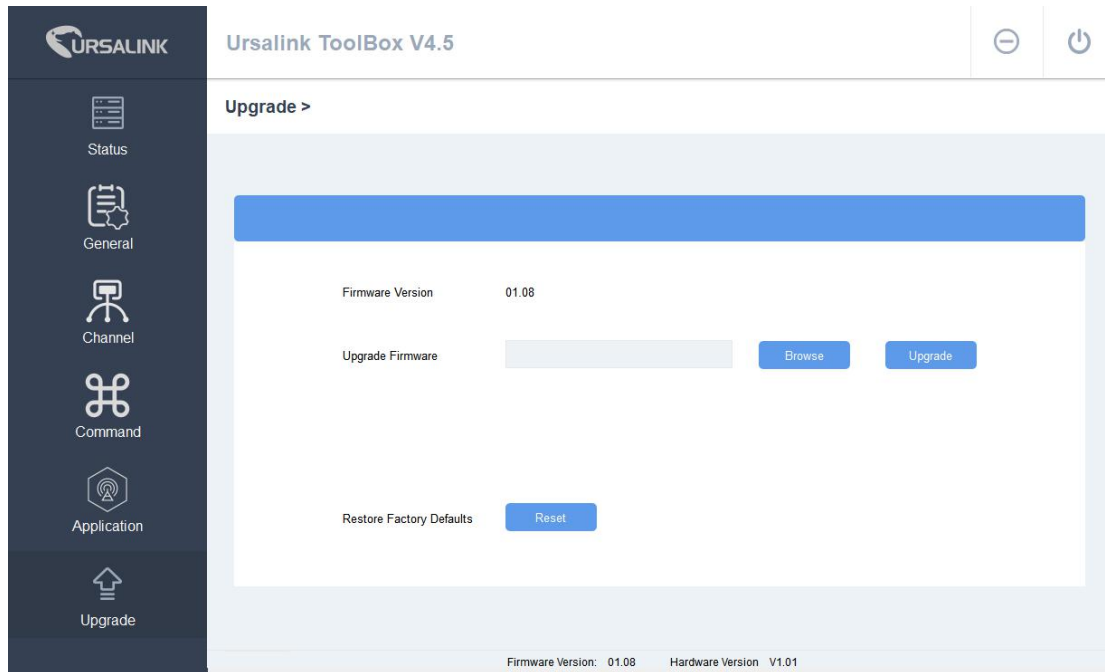 URSALINK
Ursalink ToolBox V4.5
Upgrade >
Status
General
Channel
Command
Application
Upgrade
Firmware Version 01.08
Upgrade Firmware Browse Upgrade
Restore Factory Defaults Reset
Firmware Version: 01.08 Hardware Version V1.01